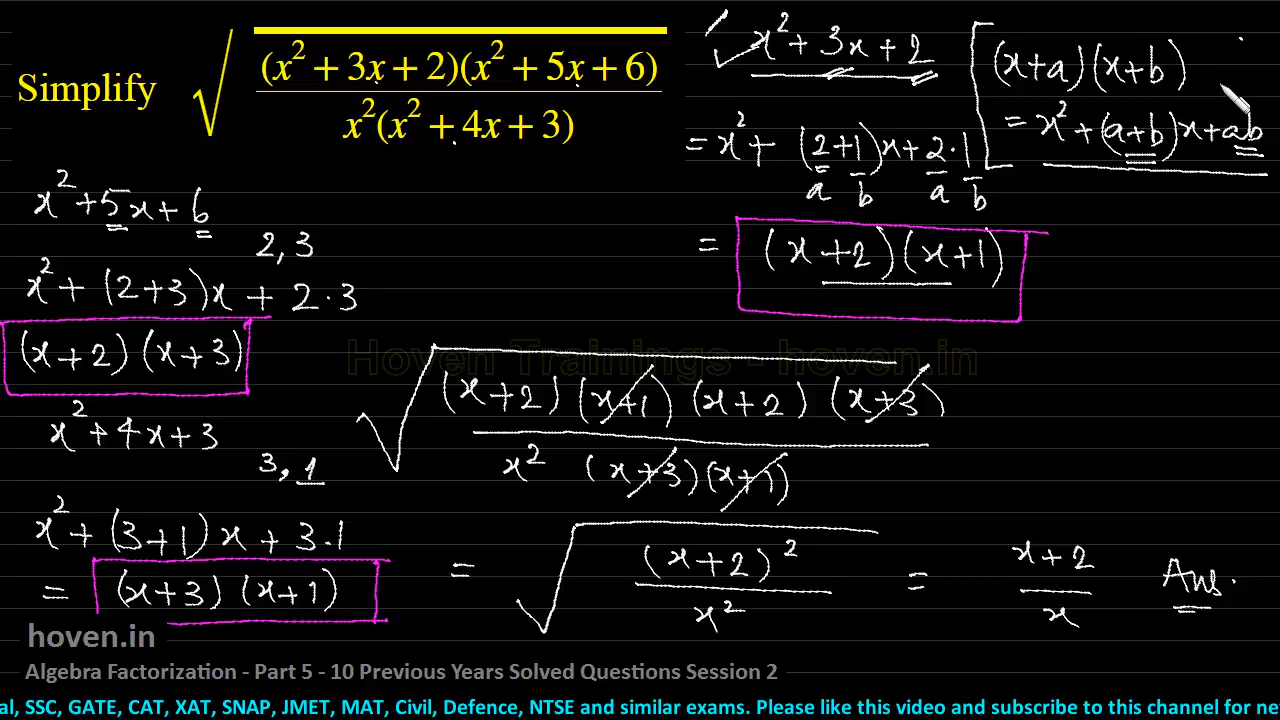 Simplify √((x² + 3x + 2)(x² + 5x + 6) / x²(x² + 4x + 3))
x² + 3x + 2
(x+a)(x+b)
= x² + (a+b)x + ab
= x² + (2+1)x + 2·1
a b a b
= (x+2)(x+1)
x² + 5x + 6
2, 3
x² + (2+3)x + 2·3
(x+2)(x+3)
x² + 4x + 3
3, 1
x² + (3+1)x + 3·1
= (x+3)(x+1)
Hoven Trainings - hoven.in
√((x+2)(x+1)(x+2)(x+3) / x²(x+3)(x+1))
= √((x+2)² / x²) = (x+2)/x Ans.
hoven.in
Algebra Factorization - Part 5 - 10 Previous Years Solved Questions Session 2
al, SSC, GATE, CAT, XAT, SNAP, JMET, MAT, Civil, Defence, NTSE and similar exams. Please like this video and subscribe to this channel for ne